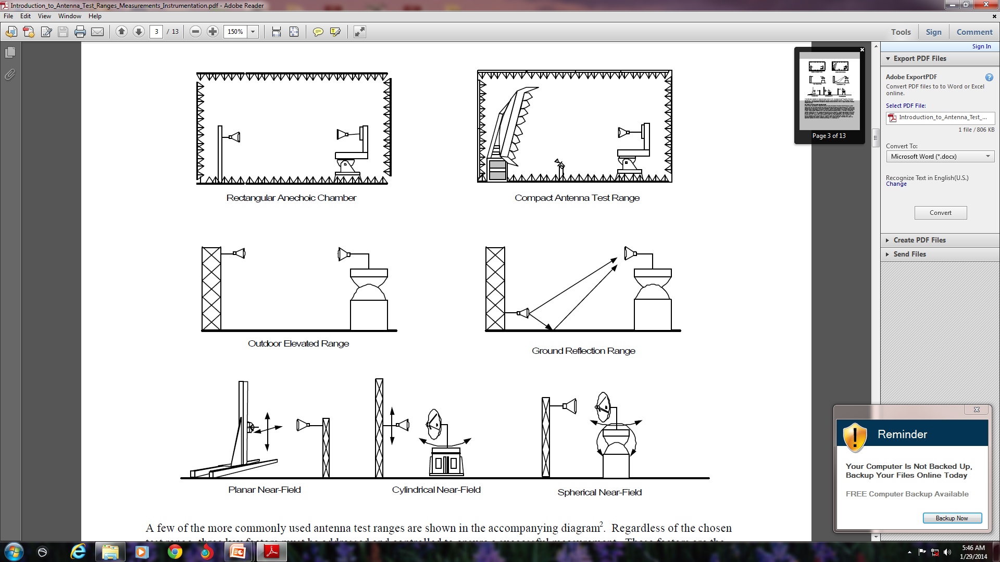 Introduction_to_Antenna_Test_Ranges_Measurements_Instrumentation.pdf - Adobe Reader
File Edit View Window Help
3 / 13 150% Tools Sign Comment
Sign In
Export PDF Files
Adobe ExportPDF
Convert PDF files to to Word or Excel
online.
Select PDF File:
Introduction_to_Antenna_Test_...
1 file / 806 KB
Convert To:
Microsoft Word (*.docx)
Recognize Text in English(U.S.)
Change
Convert
Create PDF Files
Send Files
Page 3 of 13
Rectangular Anechoic Chamber
Compact Antenna Test Range
Outdoor Elevated Range
Ground Reflection Range
Planar Near-Field
Cylindrical Near-Field
Spherical Near-Field
A few of the more commonly used antenna test ranges are shown in the accompanying diagram2. Regardless of the chosen
Reminder
Your Computer Is Not Backed Up,
Backup Your Files Online Today
FREE Computer Backup Available
Backup Now
5:46 AM
1/29/2014